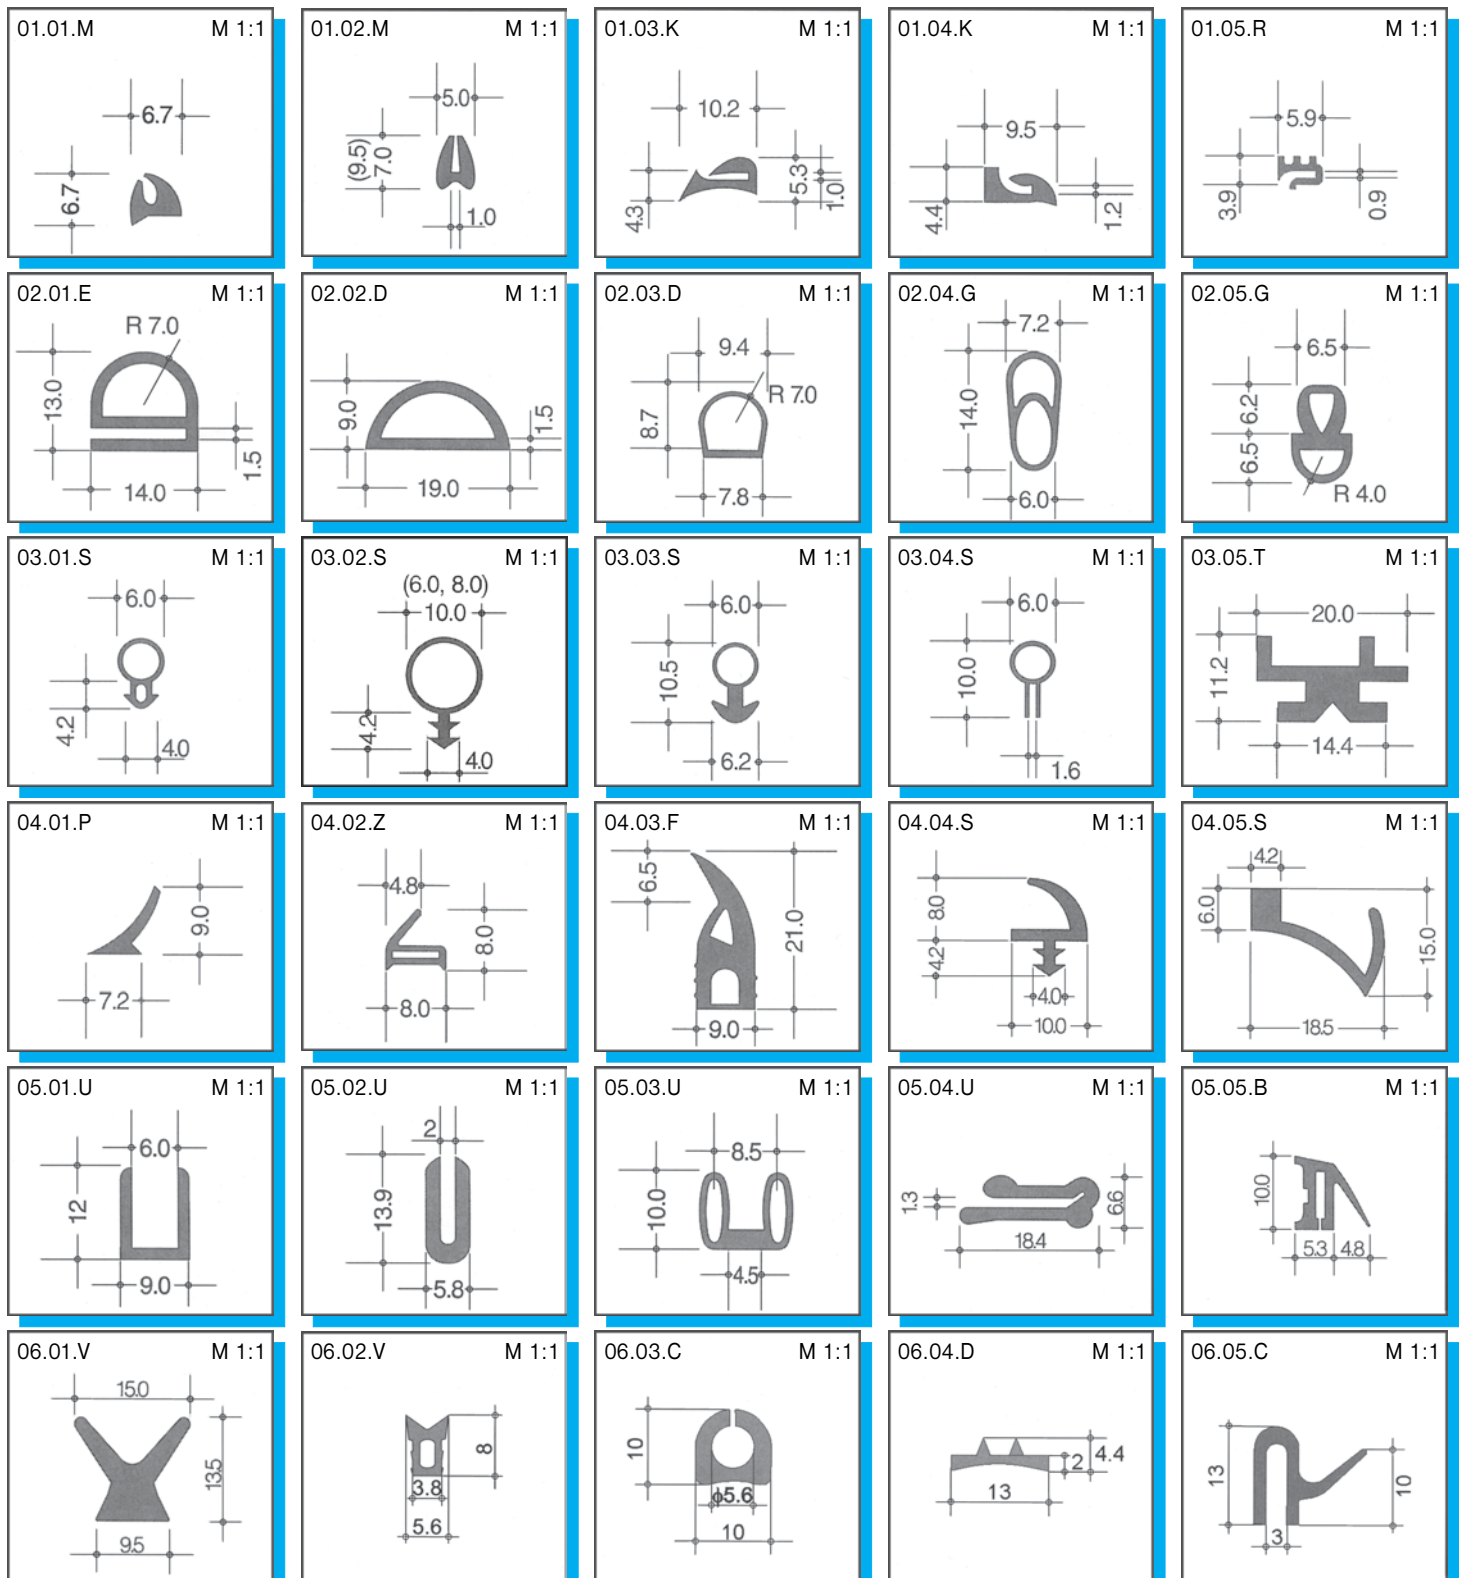 01.01.M M 1:1
6.7
6.7
01.02.M M 1:1
5.0
(9.5)
7.0
1.0
01.03.K M 1:1
10.2
4.3
5.3
1.0
01.04.K M 1:1
9.5
4.4
1.2
01.05.R M 1:1
5.9
3.9
0.9
02.01.E M 1:1
R 7.0
13.0
1.5
14.0
02.02.D M 1:1
9.0
1.5
19.0
02.03.D M 1:1
9.4
R 7.0
8.7
7.8
02.04.G M 1:1
7.2
14.0
6.0
02.05.G M 1:1
6.5
6.2
6.5
R 4.0
03.01.S M 1:1
6.0
4.2
4.0
03.02.S M 1:1
(6.0, 8.0)
10.0
4.2
4.0
03.03.S M 1:1
6.0
10.5
6.2
03.04.S M 1:1
6.0
10.0
1.6
03.05.T M 1:1
20.0
11.2
14.4
04.01.P M 1:1
9.0
7.2
04.02.Z M 1:1
4.8
8.0
8.0
04.03.F M 1:1
6.5
21.0
9.0
04.04.S M 1:1
8.0
4.2
4.0
10.0
04.05.S M 1:1
4.2
6.0
15.0
18.5
05.01.U M 1:1
6.0
12
9.0
05.02.U M 1:1
2
13.9
5.8
05.03.U M 1:1
8.5
10.0
4.5
05.04.U M 1:1
1.3
6.6
18.4
05.05.B M 1:1
10.0
5.3 4.8
06.01.V M 1:1
15.0
13.5
9.5
06.02.V M 1:1
8
3.8
5.6
06.03.C M 1:1
10
ϕ5.6
10
06.04.D M 1:1
4.4
2
13
06.05.C M 1:1
13
10
3